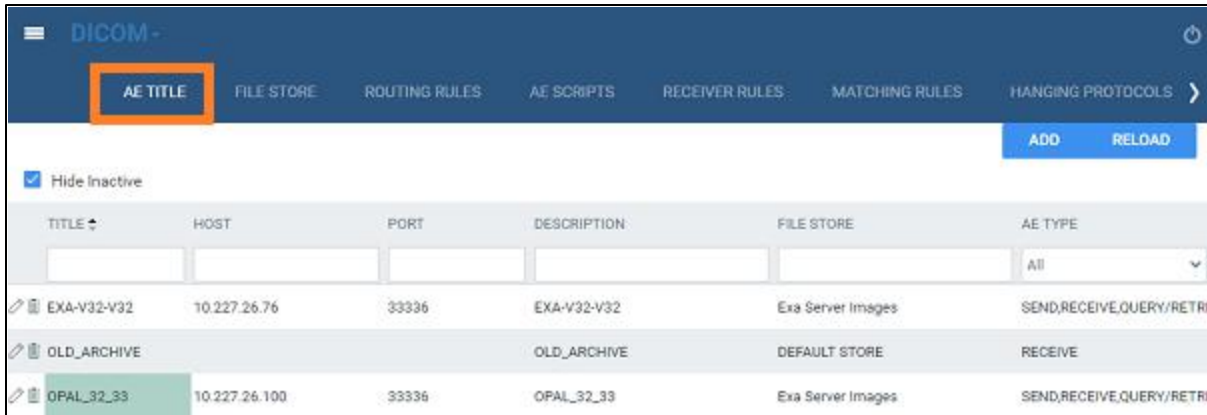 DICOM
AE TITLE FILE STORE ROUTING RULES AE SCRIPTS RECEIVER RULES MATCHING RULES HANGING PROTOCOLS
ADD RELOAD
Hide Inactive
TITLE HOST PORT DESCRIPTION FILE STORE AE TYPE
All
EXA-V32-V32 10.227.26.76 33336 EXA-V32-V32 Exa Server Images SEND,RECEIVE,QUERY/RETR
OLD_ARCHIVE OLD_ARCHIVE DEFAULT STORE RECEIVE
OPAL_32_33 10.227.26.100 33336 OPAL_32_33 Exa Server Images SEND,RECEIVE,QUERY/RETR